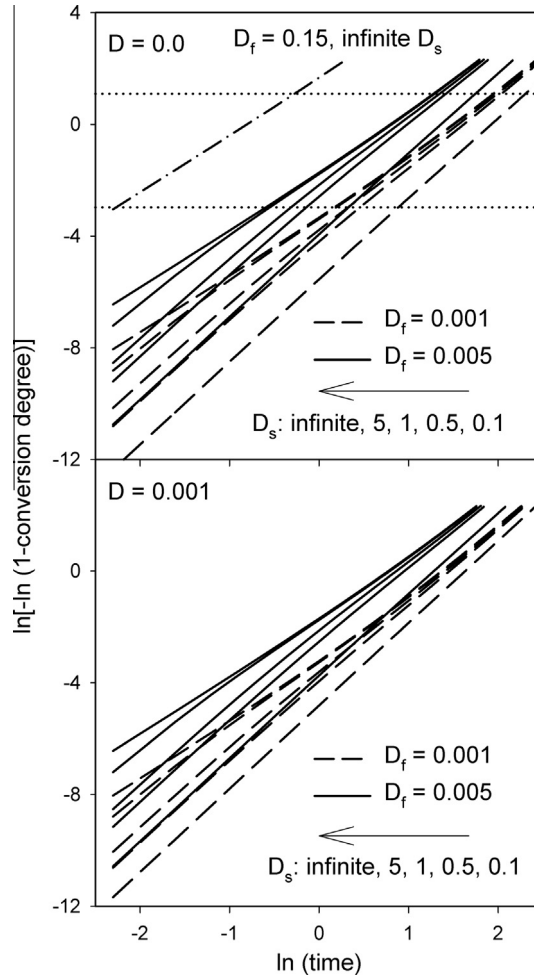 ln[-ln (1-conversion degree)]
4
0
-4
-8
-12
D = 0.0
D_f = 0.15, infinite D_s
D_f = 0.001
D_f = 0.005
D_s: infinite, 5, 1, 0.5, 0.1
D = 0.001
0
-4
-8
-12
D_f = 0.001
D_f = 0.005
D_s: infinite, 5, 1, 0.5, 0.1
-2 -1 0 1 2
ln (time)